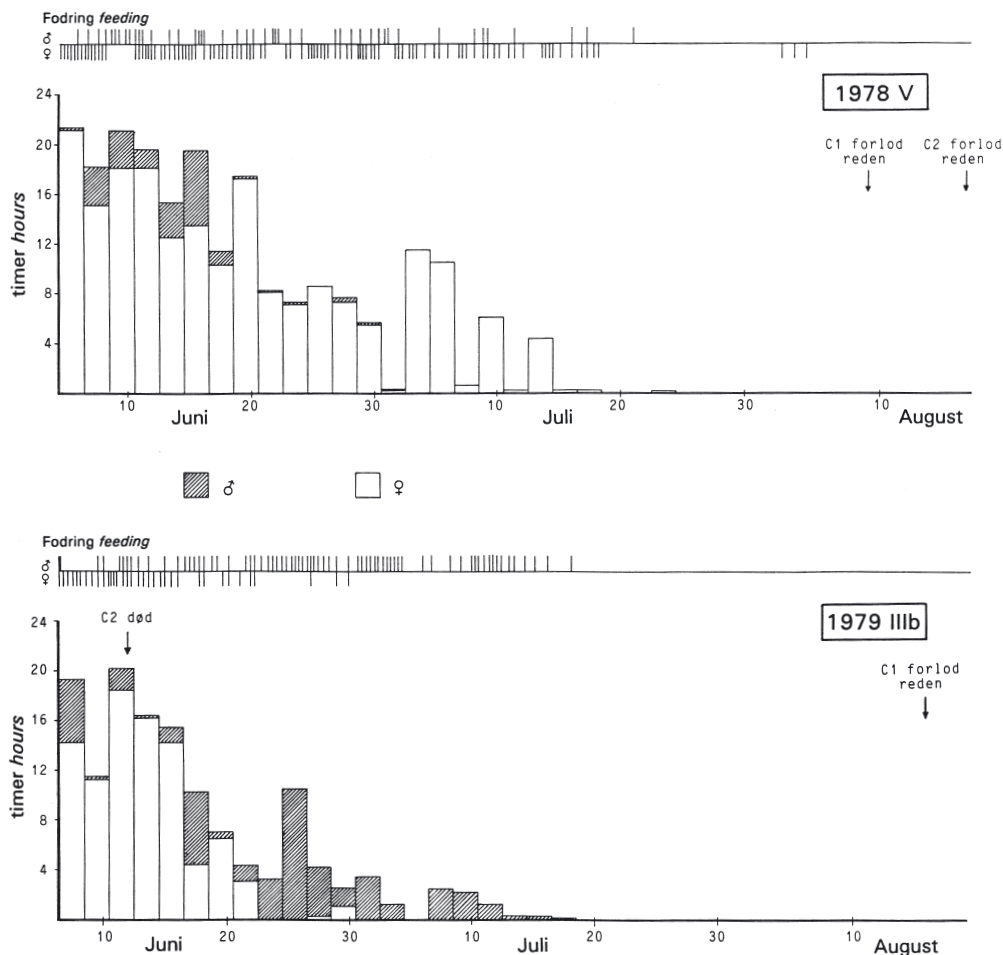 Fodring feeding
♂
♀
1978 V
24
20
16
12
8
4
timer hours
C1 forlod
reden
C2 forlod
reden
10 20 30 10 20 30 10
Juni Juli August
♂ ♀
Fodring feeding
♂
♀
C2 død
1979 IIIb
24
20
16
12
8
4
timer hours
C1 forlod
reden
10 20 30 10 20 30 10
Juni Juli August